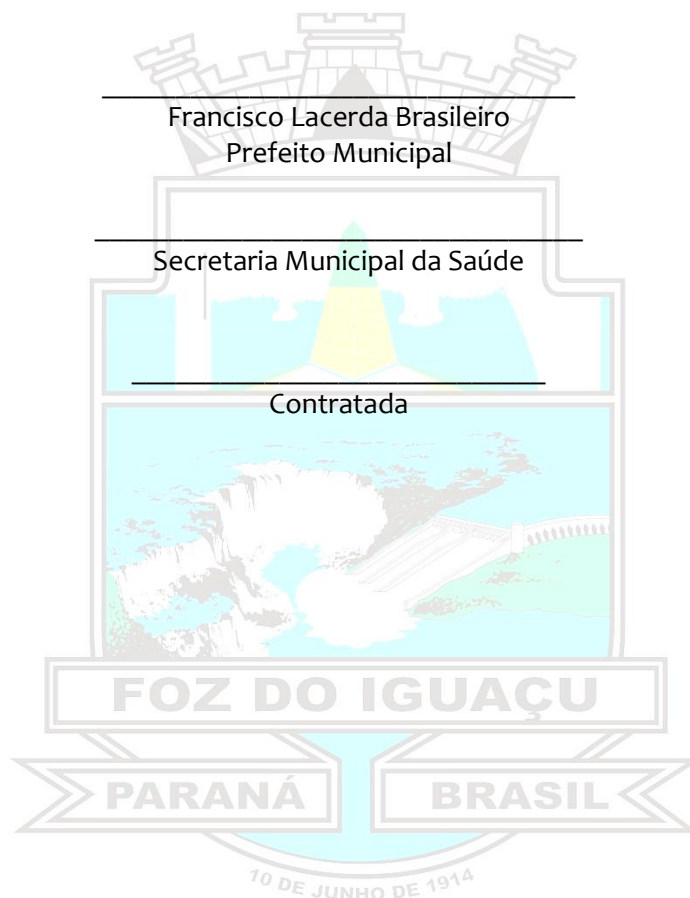 Francisco Lacerda Brasileiro
Prefeito Municipal
Secretaria Municipal da Saúde
Contratada
FOZ DO IGUAÇU
PARANÁ BRASIL
10 DE JUNHO DE 1914